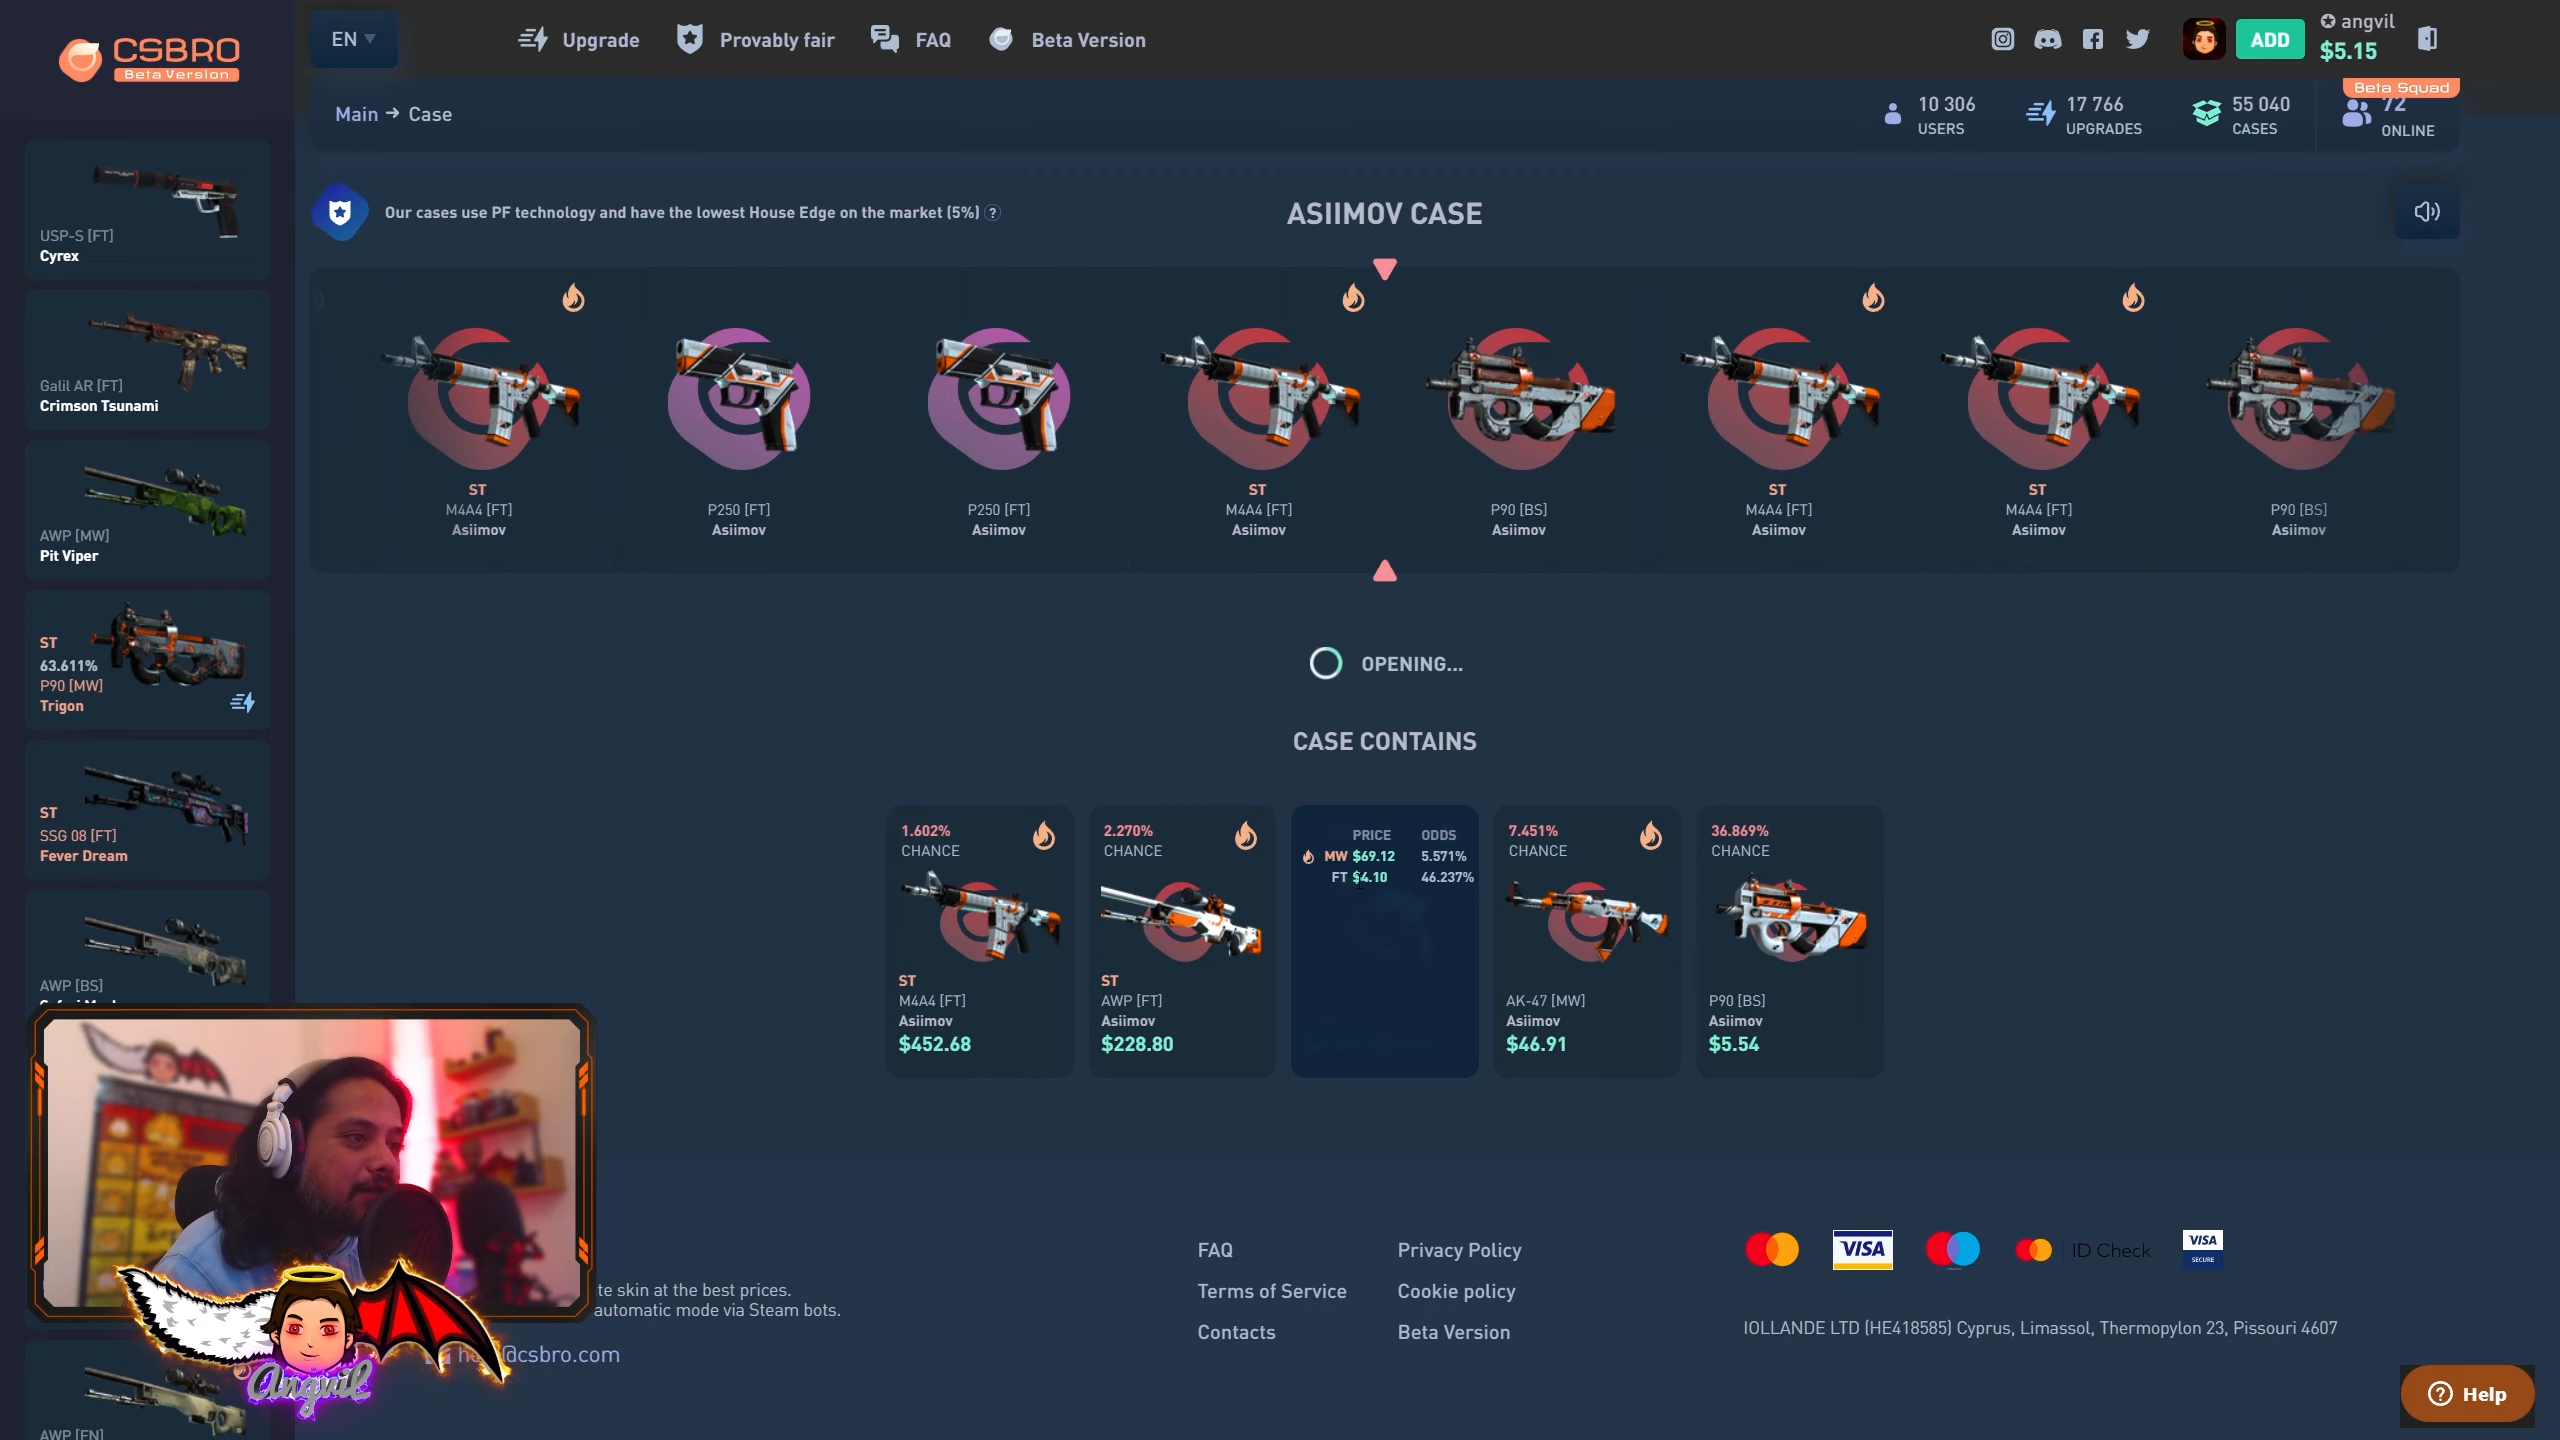 CSBRO
Beta Version
EN
Upgrade
Provably fair
FAQ
Beta Version
ADD
angvil
$5.15
Beta Squad
Main → Case
10 306
USERS
17 766
UPGRADES
55 040
CASES
72
ONLINE
Our cases use PF technology and have the lowest House Edge on the market (5%) ?
ASIIMOV CASE
USP-S [FT]
Cyrex
Galil AR [FT]
Crimson Tsunami
AWP [MW]
Pit Viper
ST
63.611%
P90 [MW]
Trigon
ST
SSG 08 [FT]
Fever Dream
AWP [BS]
AWP [FN]
ST
M4A4 [FT]
Asiimov
P250 [FT]
Asiimov
P250 [FT]
Asiimov
ST
M4A4 [FT]
Asiimov
P90 [BS]
Asiimov
ST
M4A4 [FT]
Asiimov
ST
M4A4 [FT]
Asiimov
P90 [BS]
Asiimov
OPENING...
CASE CONTAINS
1.602%
CHANCE
ST
M4A4 [FT]
Asiimov
$452.68
2.270%
CHANCE
ST
AWP [FT]
Asiimov
$228.80
PRICE ODDS
MW $69.12 5.571%
FT $4.10 46.237%
7.451%
CHANCE
AK-47 [MW]
Asiimov
$46.91
36.869%
CHANCE
P90 [BS]
Asiimov
$5.54
skin at the best prices.
automatic mode via Steam bots.
@csbro.com
Angvil
FAQ
Terms of Service
Contacts
Privacy Policy
Cookie policy
Beta Version
VISA
ID Check
VISA
SECURE
IOLLANDE LTD (HE418585) Cyprus, Limassol, Thermopylon 23, Pissouri 4607
? Help